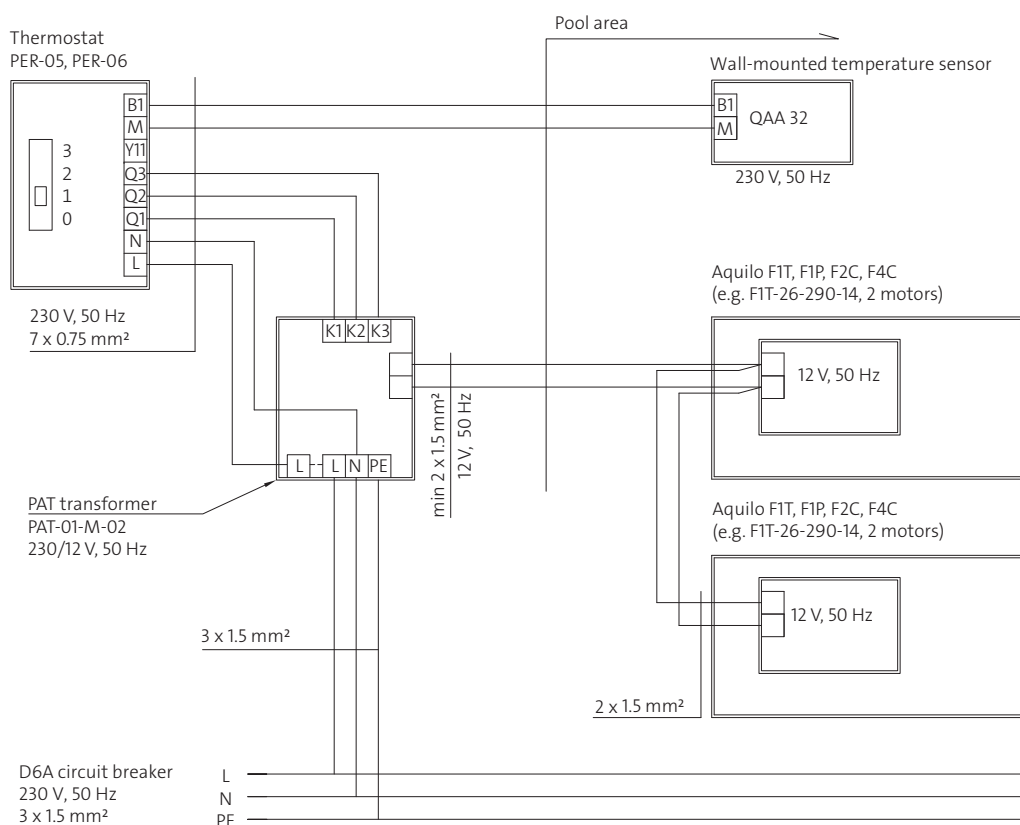 Pool area
Thermostat
PER-05, PER-06
Wall-mounted temperature sensor
B1
M
Y11
Q3
Q2
Q1
N
L
3
2
1
0
B1
M
QAA 32
230 V, 50 Hz
230 V, 50 Hz
7 x 0.75 mm²
Aquilo F1T, F1P, F2C, F4C
(e.g. F1T-26-290-14, 2 motors)
K1 K2 K3
12 V, 50 Hz
min 2 x 1.5 mm²
12 V, 50 Hz
L L N PE
PAT transformer
PAT-01-M-02
230/12 V, 50 Hz
Aquilo F1T, F1P, F2C, F4C
(e.g. F1T-26-290-14, 2 motors)
12 V, 50 Hz
3 x 1.5 mm²
2 x 1.5 mm²
D6A circuit breaker
230 V, 50 Hz
3 x 1.5 mm²
L
N
PE